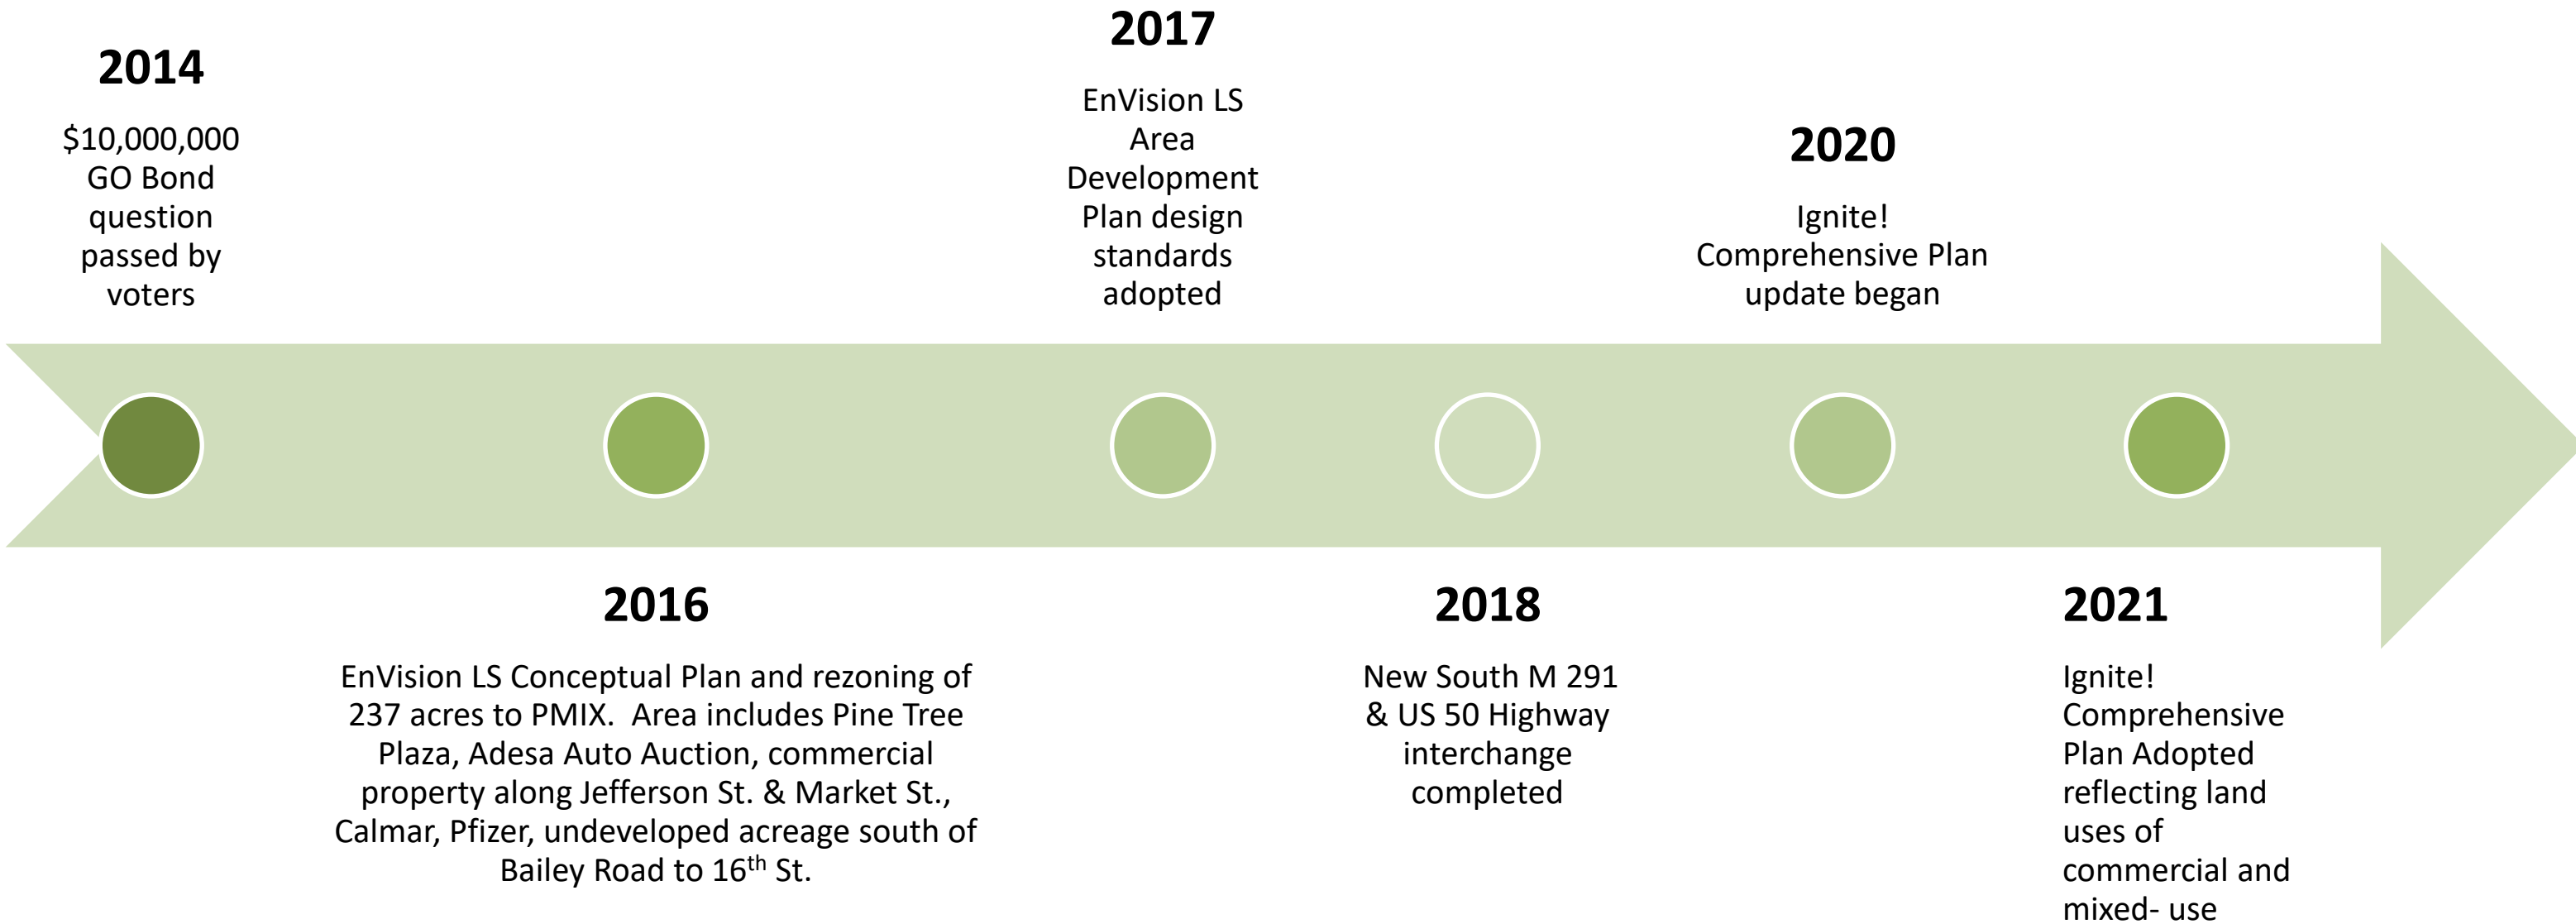 2014
$10,000,000
GO Bond
question
passed by
voters
2016
EnVision LS Conceptual Plan and rezoning of
237 acres to PMIX.  Area includes Pine Tree
Plaza, Adesa Auto Auction, commercial
property along Jefferson St. & Market St.,
Calmar, Pfizer, undeveloped acreage south of
Bailey Road to 16th St.
2017
EnVision LS
Area
Development
Plan design
standards
adopted
2018
New South M 291
& US 50 Highway
interchange
completed
2020
Ignite!
Comprehensive Plan
update began
2021
Ignite!
Comprehensive
Plan Adopted
reflecting land
uses of
commercial and
mixed- use